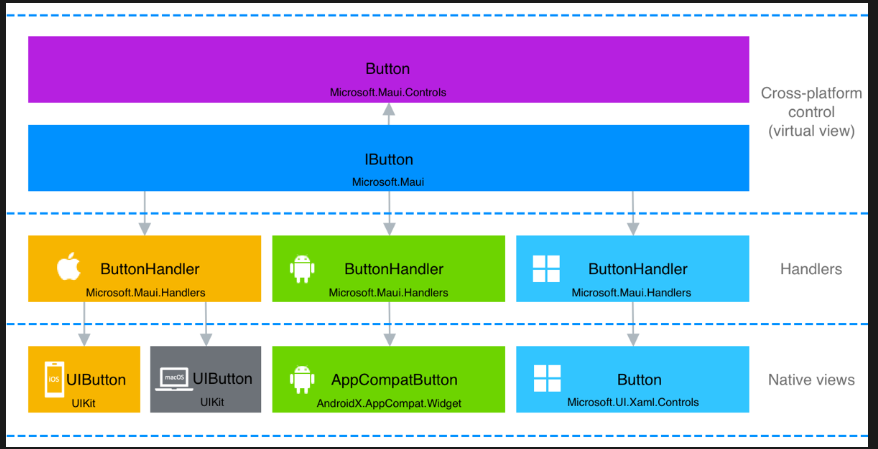 Button
Microsoft.Maui.Controls
Cross-platform
control
(virtual view)
IButton
Microsoft.Maui
ButtonHandler
Microsoft.Maui.Handlers
ButtonHandler
Microsoft.Maui.Handlers
ButtonHandler
Microsoft.Maui.Handlers
Handlers
iOS
UIButton
UIKit
macOS
UIButton
UIKit
AppCompatButton
AndroidX.AppCompat.Widget
Button
Microsoft.UI.Xaml.Controls
Native views